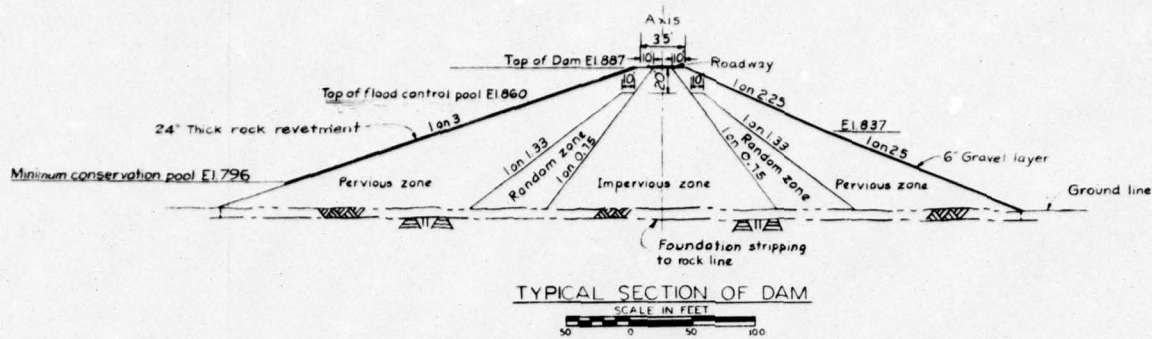 Axis
35'
10 10
Top of Dam El.887
Roadway
20
10 10
Top of flood control pool El.860
1 on 2.25
24" Thick rock revetment
1 on 3
1 on 1.33
Random zone
1 on 0.75
1 on 0.75
1 on 1.33
Random zone
El.837
1 on 2.5
6" Gravel layer
Minimum conservation pool El.796
Pervious zone
Impervious zone
Pervious zone
Ground line
Foundation stripping
to rock line
TYPICAL SECTION OF DAM
SCALE IN FEET
50 0 50 100